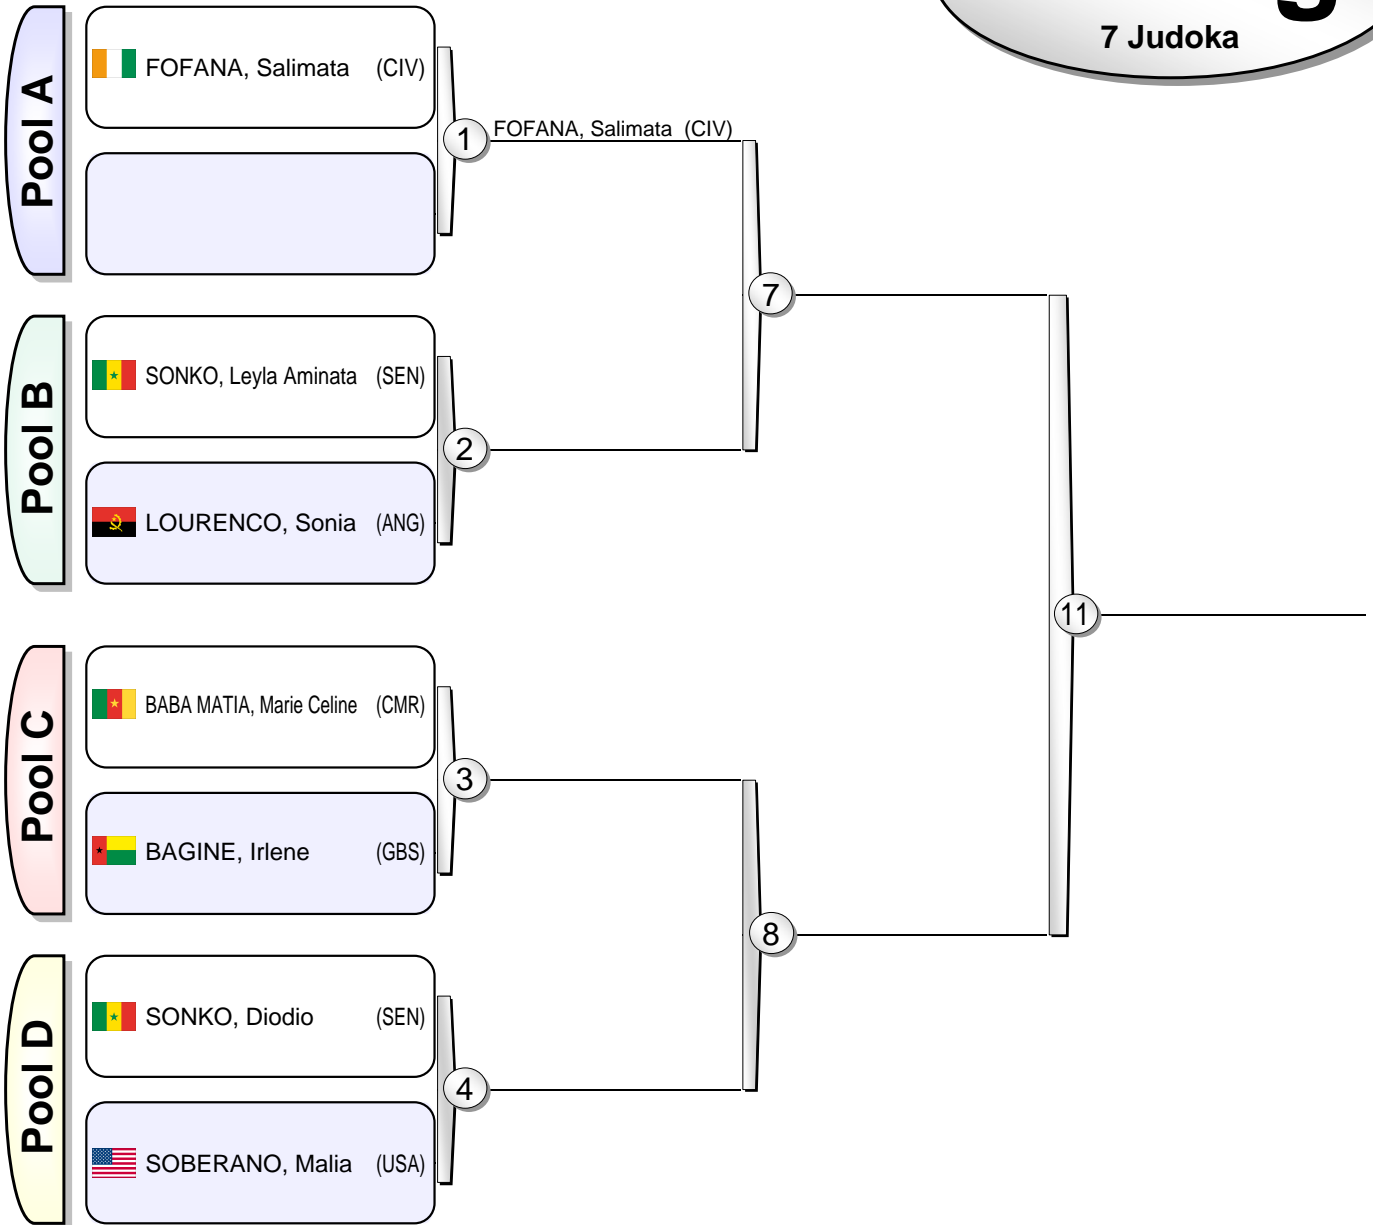 g
7 Judoka
Pool A
FOFANA, Salimata (CIV)
1
FOFANA, Salimata (CIV)
7
Pool B
SONKO, Leyla Aminata (SEN)
2
LOURENCO, Sonia (ANG)
11
Pool C
BABA MATIA, Marie Celine (CMR)
3
BAGINE, Irlene (GBS)
8
Pool D
SONKO, Diodio (SEN)
4
SOBERANO, Malia (USA)